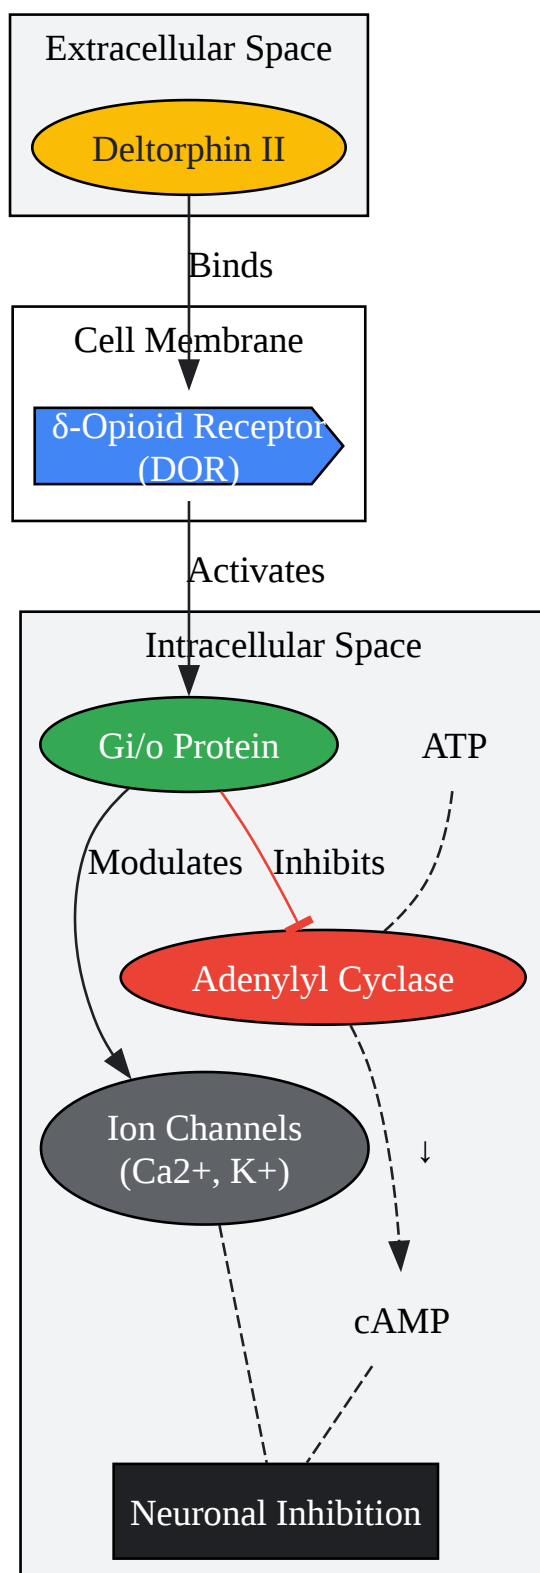 Extracellular Space
Deltorphin II
Binds
Cell Membrane
δ-Opioid Receptor
(DOR)
Activates
Intracellular Space
Gi/o Protein
ATP
Modulates
Inhibits
Adenylyl Cyclase
Ion Channels
(Ca2+, K+)
↓
cAMP
Neuronal Inhibition